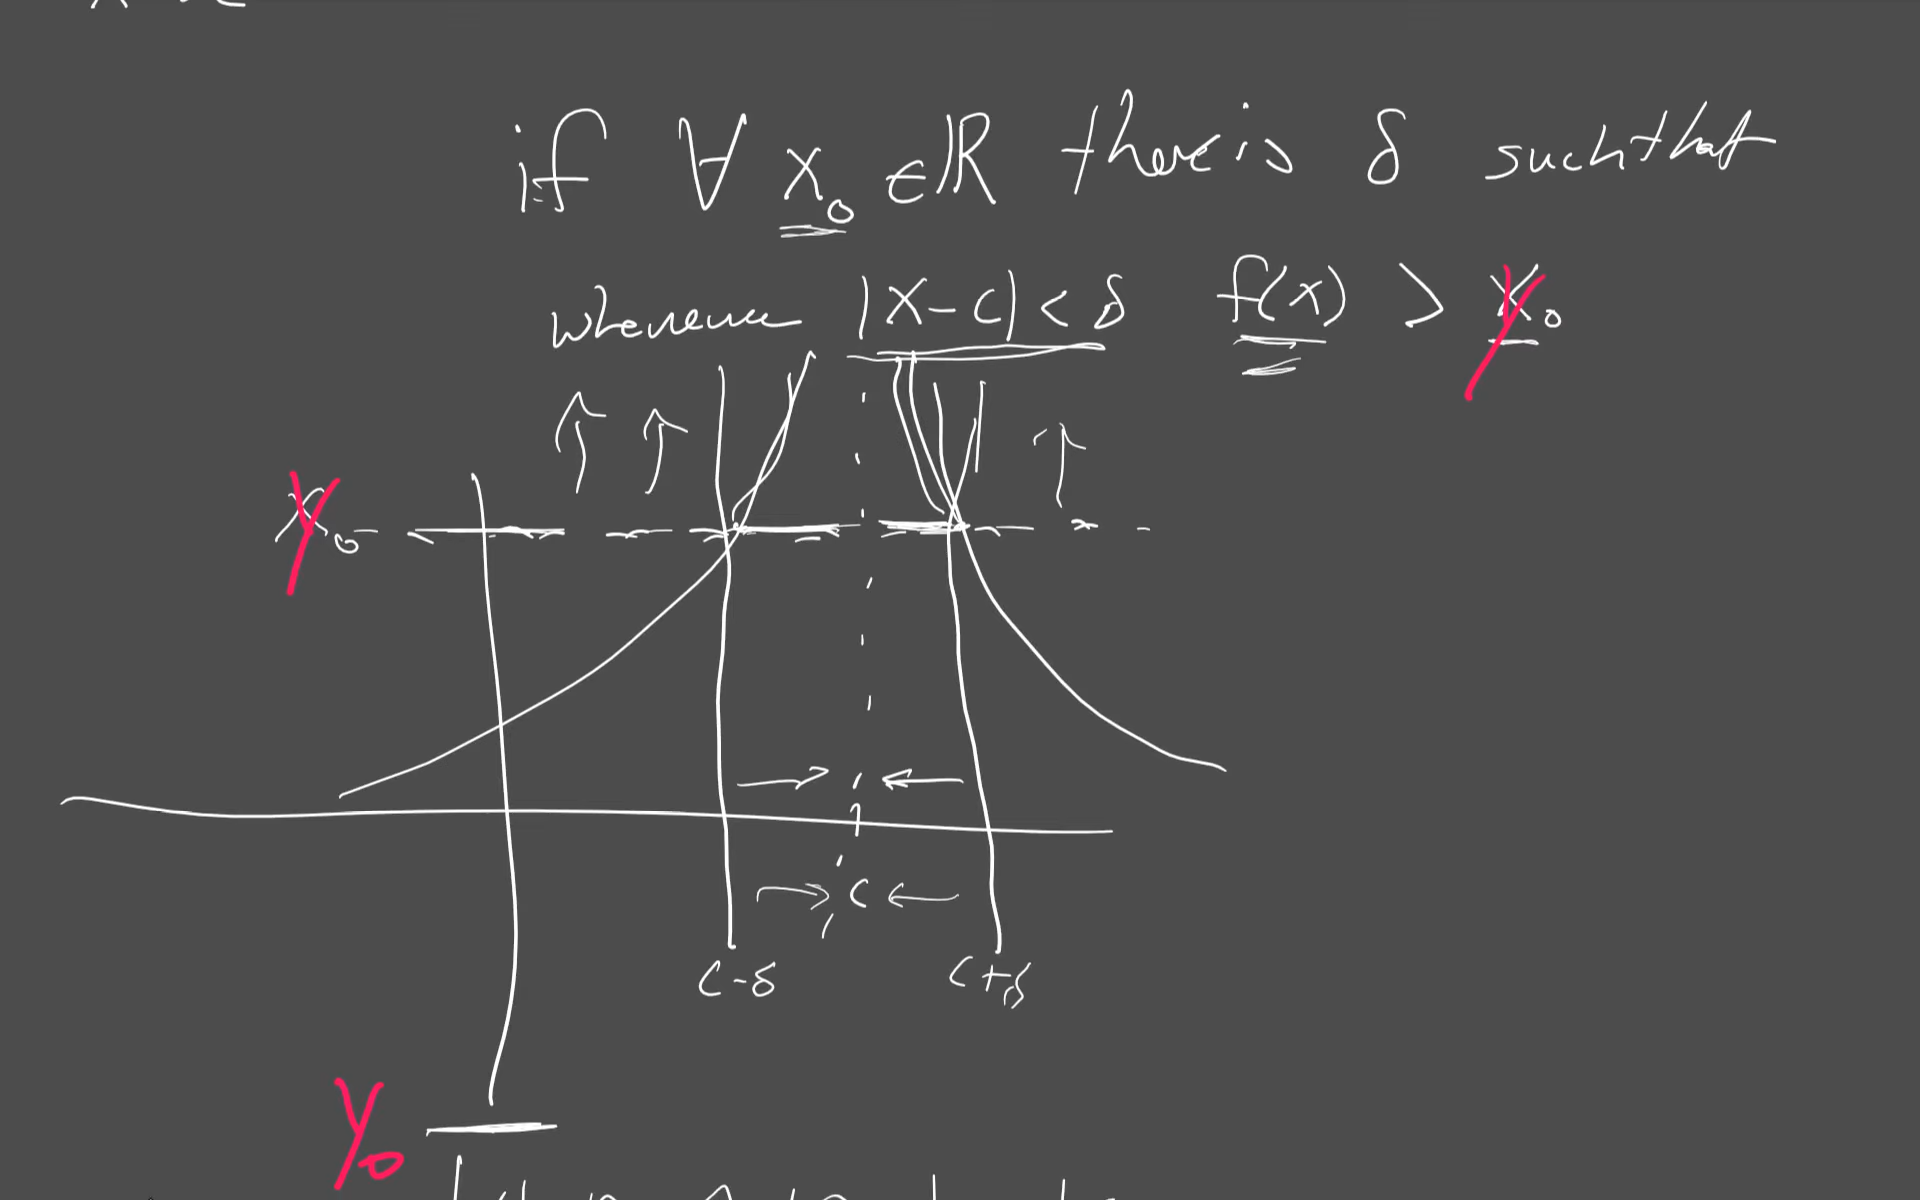 if ∀ x₀ ∈ ℝ there is δ such that
whenever |x-c| < δ f(x) > y₀
y₀
c
c-δ c+δ
y₀